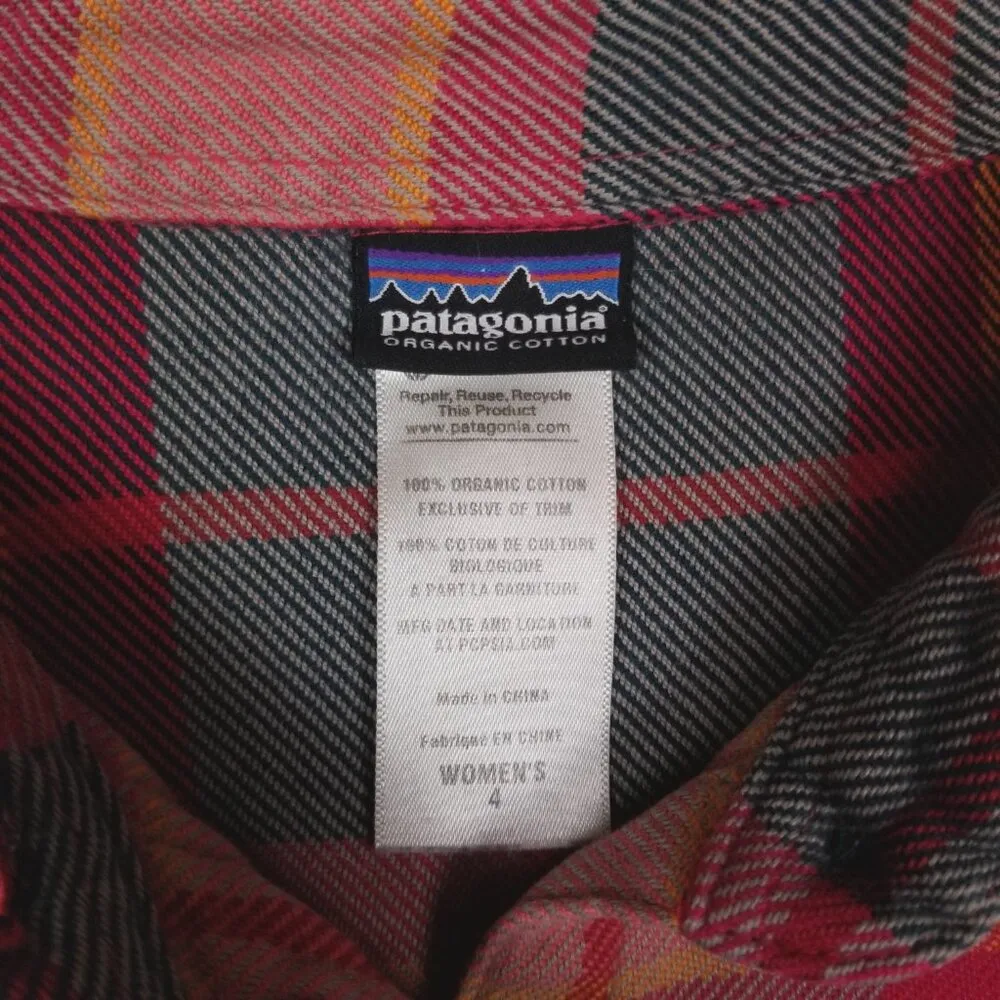 patagonia®
ORGANIC COTTON
Repair, Reuse, Recycle
This Product
www.patagonia.com
100% ORGANIC COTTON
EXCLUSIVE OF TRIM
100% COTON DE CULTURE
BIOLOGIQUE
A PART LA GARNITURE
MFG DATE AND LOCATION
AT PCPSIA.COM
Made in CHINA
Fabriqué EN CHINE
WOMEN'S
4